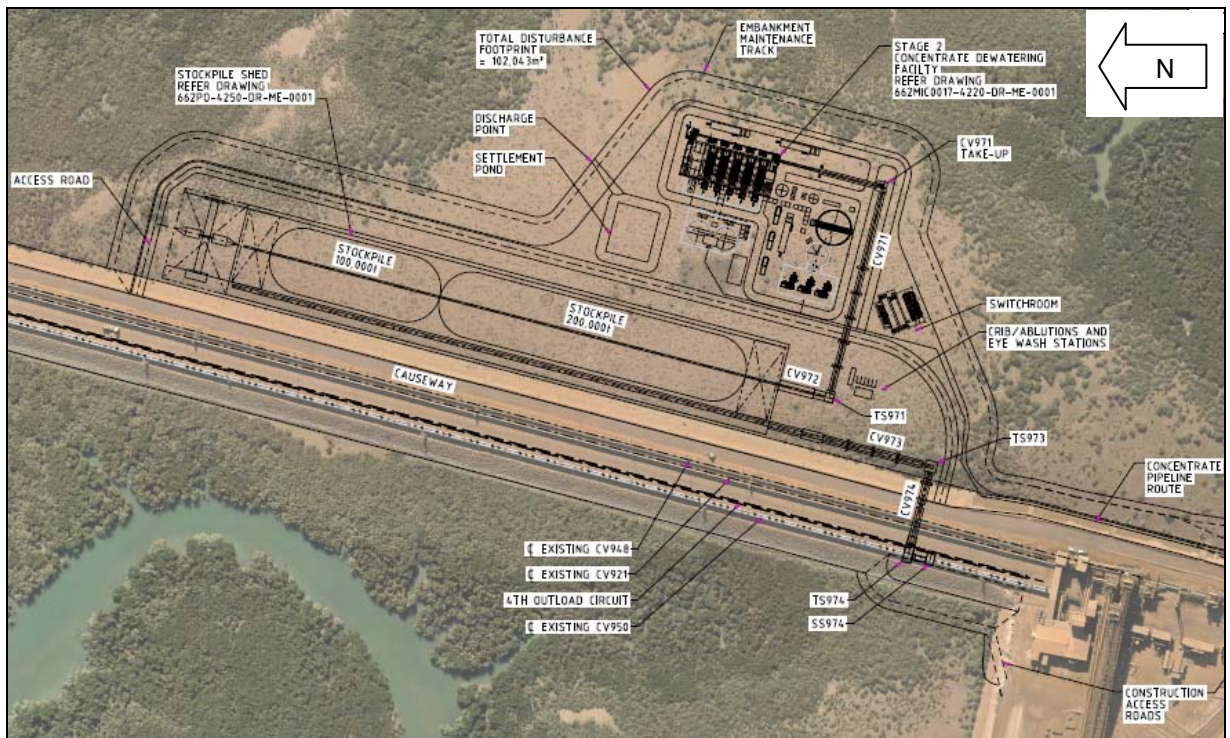 N
TOTAL DISTURBANCE
FOOTPRINT
= 102,043m²
EMBANKMENT
MAINTENANCE
TRACK
STAGE 2
CONCENTRATE DEWATERING
FACILTY
REFER DRAWING
662MIC0017-4220-DR-ME-0001
STOCKPILE SHED
REFER DRAWING
662PD-4250-DR-ME-0001
DISCHARGE
POINT
SETTLEMENT
POND
CV971
TAKE-UP
ACCESS ROAD
STOCKPILE
100,000t
STOCKPILE
200,000t
CV971
SWITCHROOM
CRIB/ABLUTIONS AND
EYE WASH STATIONS
CAUSEWAY
CV972
TS971
CV973
TS973
CV974
CONCENTRATE
PIPELINE
ROUTE
℄ EXISTING CV948
℄ EXISTING CV921
4TH OUTLOAD CIRCUIT
℄ EXISTING CV950
TS974
SS974
CONSTRUCTION
ACCESS
ROADS